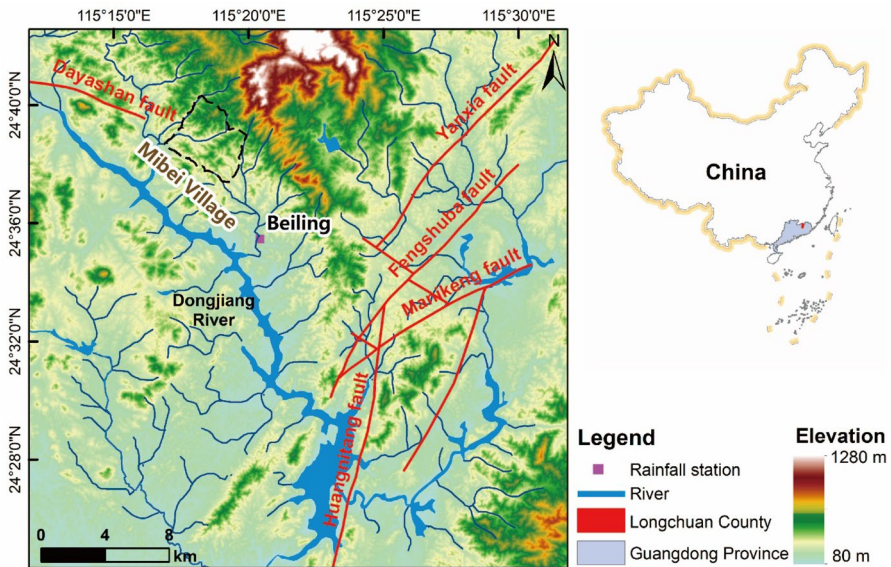 115°15'0"E
115°20'0"E
115°25'0"E
115°30'0"E
24°40'0"N
24°36'0"N
24°32'0"N
24°28'0"N
N
Dayashan fault
Mibei Village
Beiling
Dongjiang
River
Yanxia fault
Fengshuba fault
Manikeng fault
Huangnitang fault
0
4
8
km
China
Legend
Rainfall station
River
Longchuan County
Guangdong Province
Elevation
1280 m
80 m